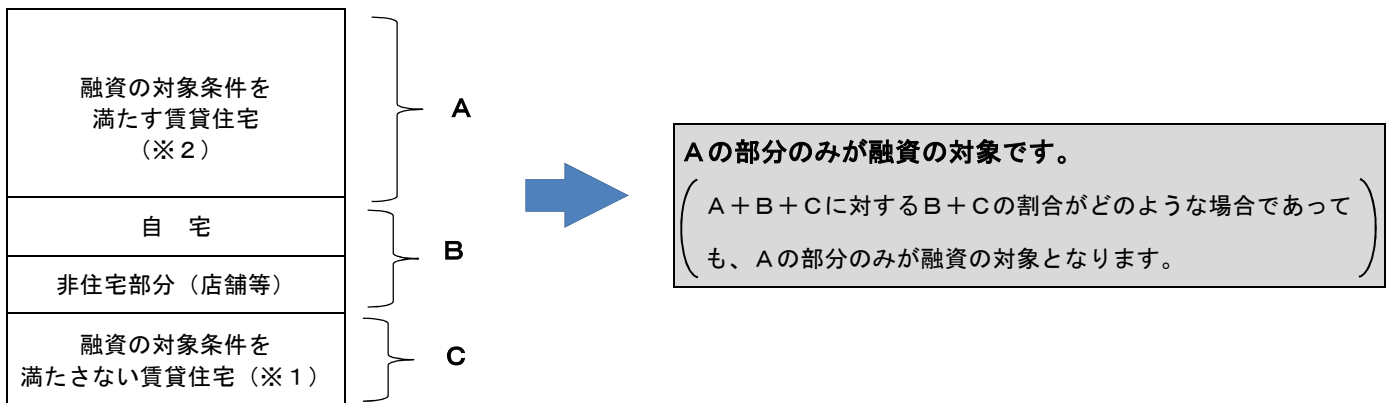 融資の対象条件を
満たす賃貸住宅
（※２）
自　宅
非住宅部分（店舗等）
融資の対象条件を
満たさない賃貸住宅（※１）
Ａ
Ｂ
Ｃ
Ａの部分のみが融資の対象です。
Ａ＋Ｂ＋Ｃに対するＢ＋Ｃの割合がどのような場合であって
も、Ａの部分のみが融資の対象となります。